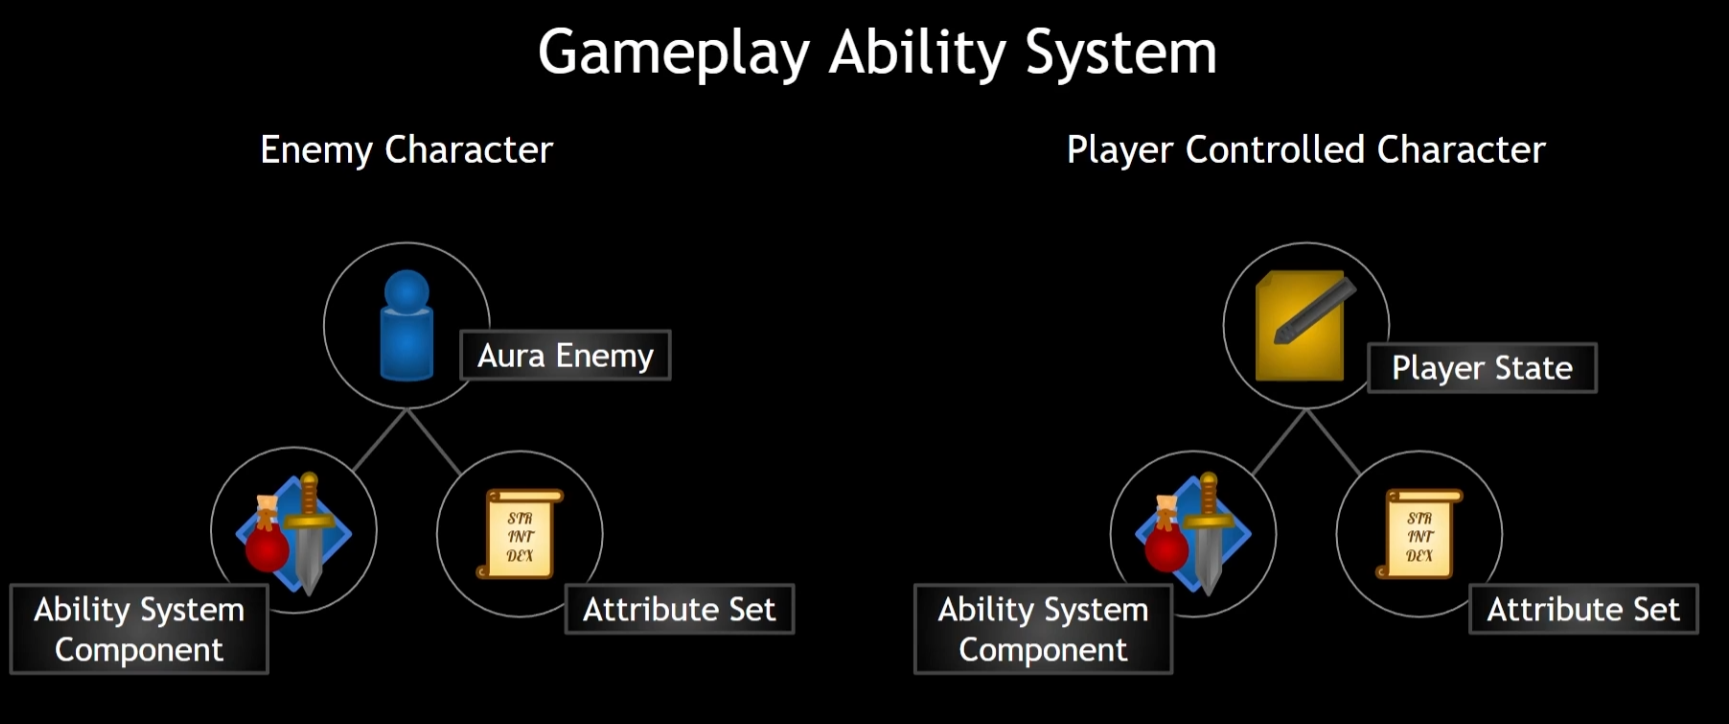 Gameplay Ability System
Enemy Character
Aura Enemy
STR
INT
DEX
Ability System
Component
Attribute Set
Player Controlled Character
Player State
STR
INT
DEX
Ability System
Component
Attribute Set